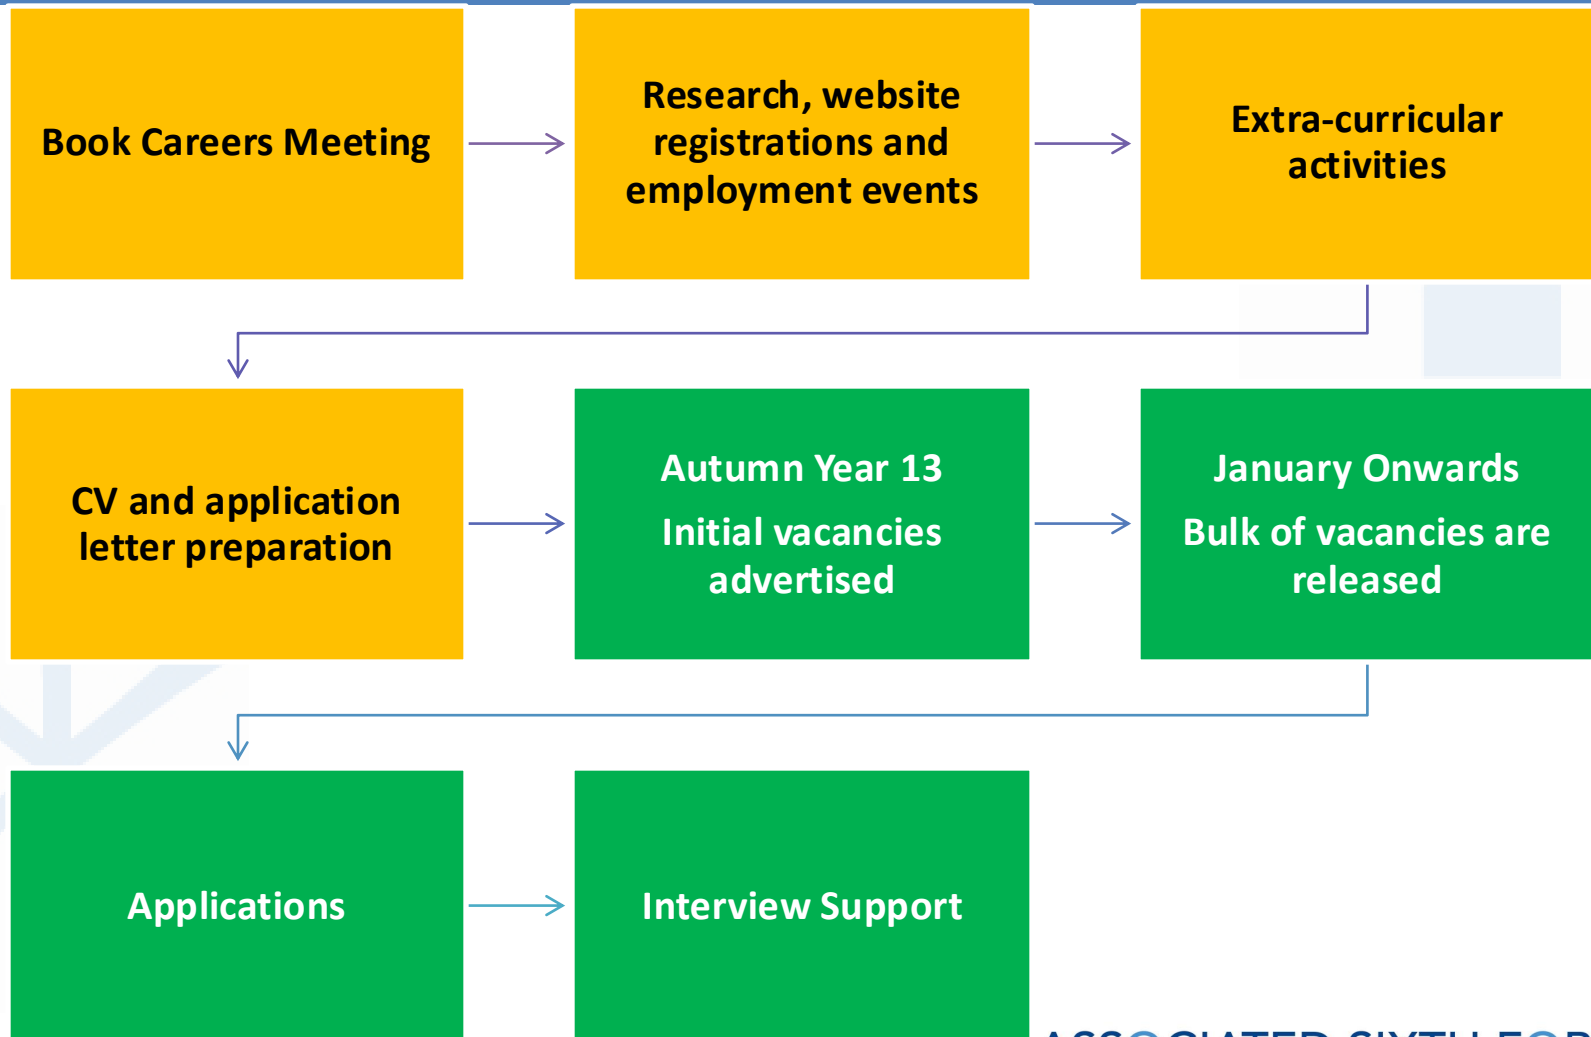 Book Careers Meeting
Research, website
registrations and
employment events
Extra-curricular
activities
CV and application
letter preparation
Autumn Year 13
Initial vacancies
advertised
January Onwards
Bulk of vacancies are
released
Applications
Interview Support